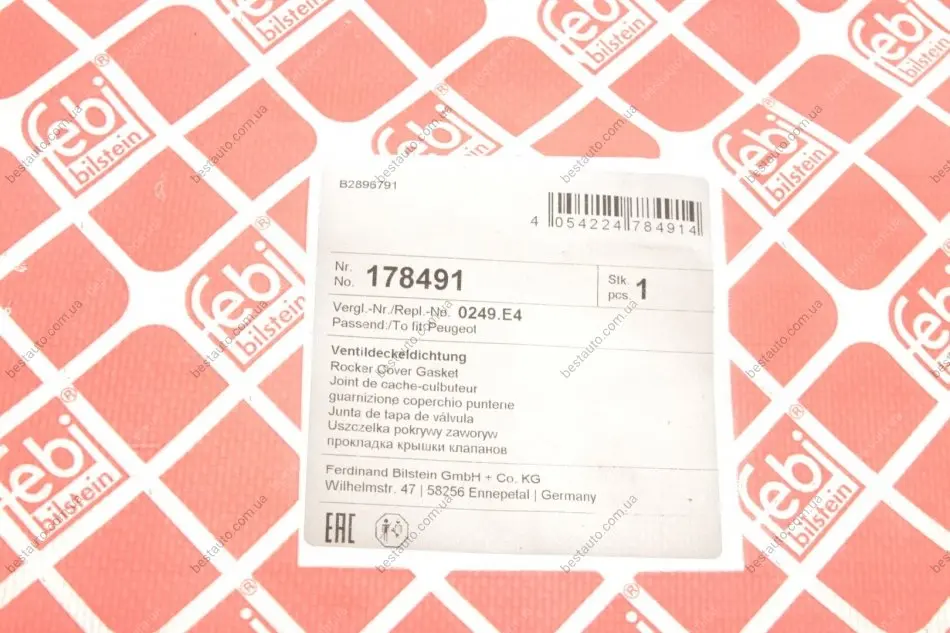 febi
bilstein
B2896791
4 054224 784914
Nr.
No. 178491
Stk.
pcs. 1
Vergl.-Nr./Repl.-No. 0249.E4
Passend:/To fit: Peugeot
Ventildeckeldichtung
Rocker Cover Gasket
Joint de cache-culbuteur
guarnizione coperchio puntene
Junta de tapa de válvula
Uszczelka pokrywy zaworyw
прокладка крышки клапанов
Ferdinand Bilstein GmbH + Co. KG
Wilhelmstr. 47 | 58256 Ennepetal | Germany
EAC
bestauto.com.ua